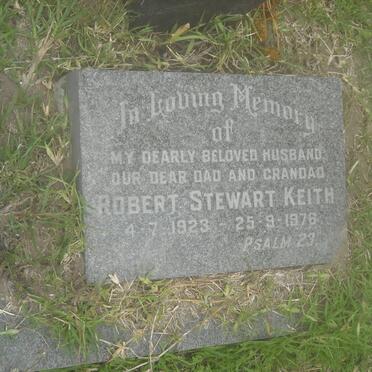 In Loving Memory
of
MY DEARLY BELOVED HUSBAND
OUR DEAR DAD AND GRANDAD
ROBERT STEWART KEITH
4-7-1923 - 25-9-1976
PSALM 23.